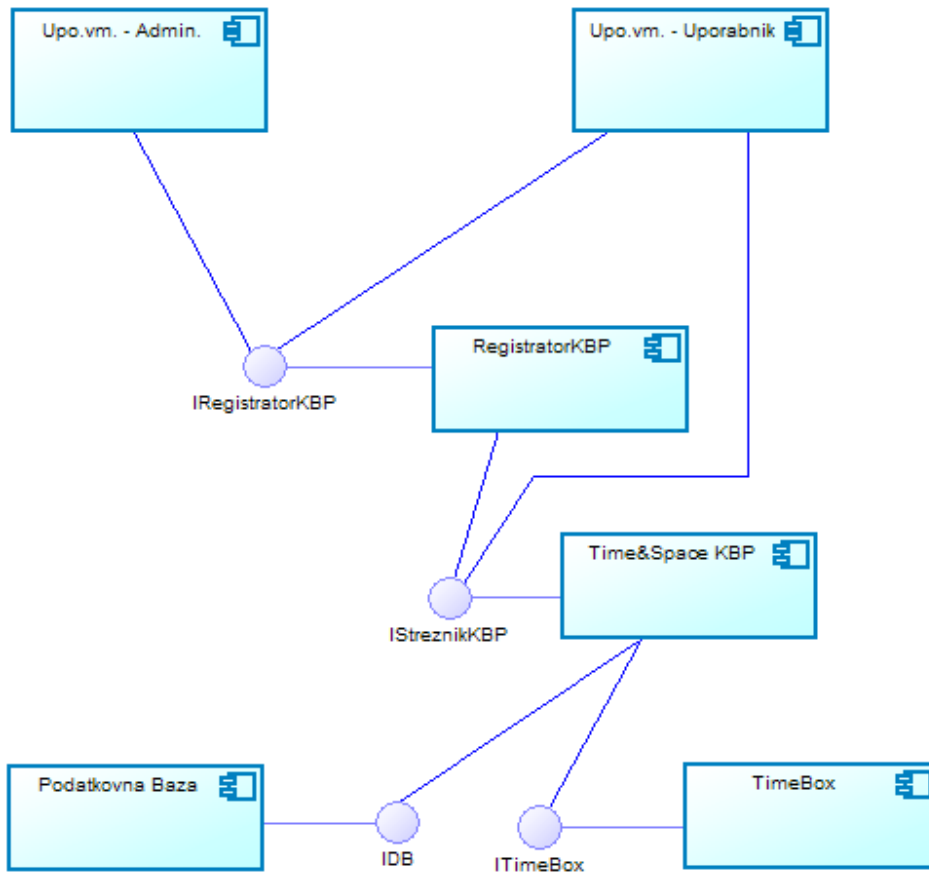 Upo.vm. - Admin.
Upo.vm. - Uporabnik
RegistratorKBP
IRegistratorKBP
Time&Space KBP
IStreznikKBP
Podatkovna Baza
TimeBox
IDB
ITimeBox